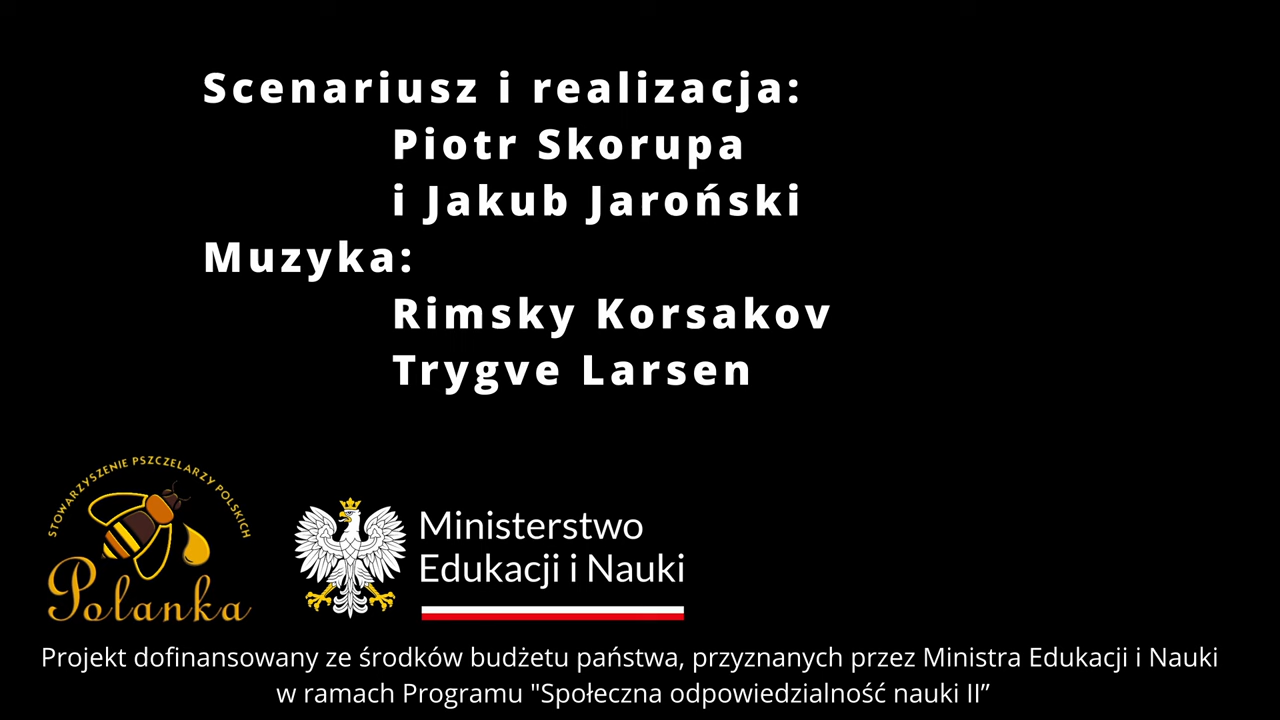 Scenariusz i realizacja:
Piotr Skorupa
i Jakub Jaroński
Muzyka:
Rimsky Korsakov
Trygve Larsen
STOWARZYSZENIE PSZCZELARZY POLSKICH
Polanka
Ministerstwo
Edukacji i Nauki
Projekt dofinansowany ze środków budżetu państwa, przyznanych przez Ministra Edukacji i Nauki
w ramach Programu "Społeczna odpowiedzialność nauki II”